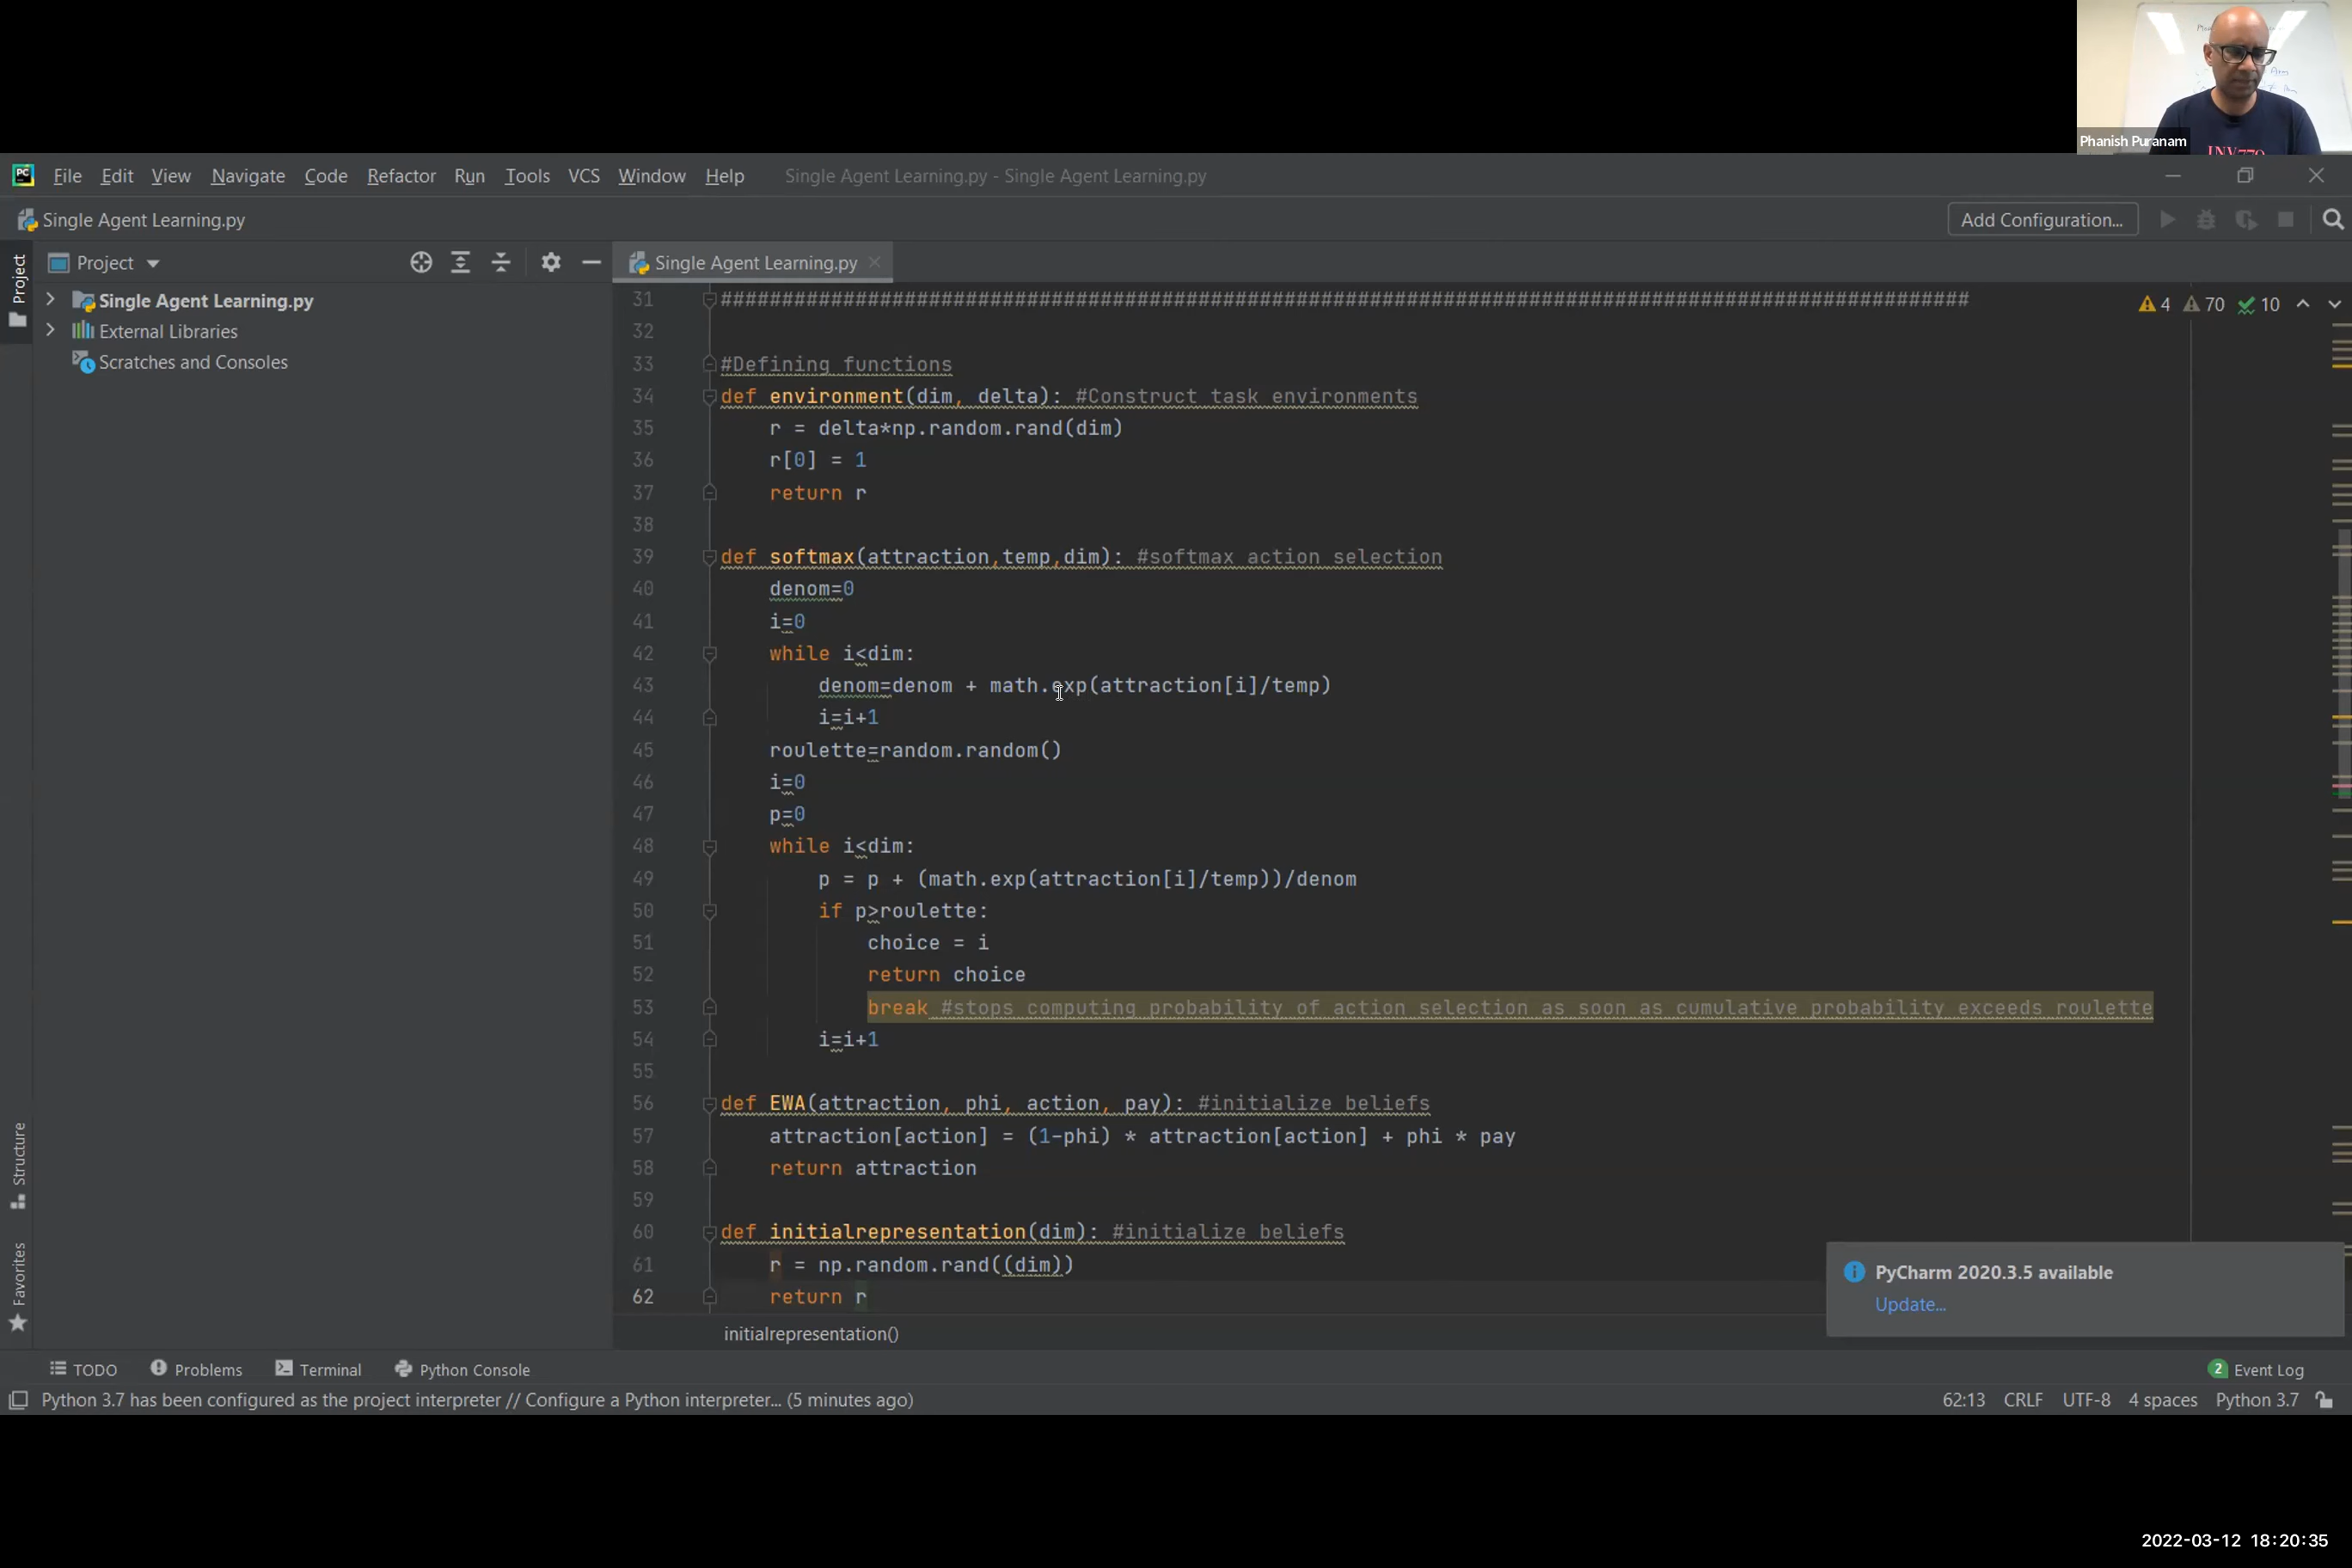 Phanish Puranam
File Edit View Navigate Code Refactor Run Tools VCS Window Help Single Agent Learning.py - Single Agent Learning.py
Single Agent Learning.py Add Configuration...
Project
Project
Single Agent Learning.py
Single Agent Learning.py
External Libraries
Scratches and Consoles
4 70 10
31 ######################################################################################################
32
33 #Defining functions
34 def environment(dim, delta): #Construct task environments
35 r = delta*np.random.rand(dim)
36 r[0] = 1
37 return r
38
39 def softmax(attraction,temp,dim): #softmax action selection
40 denom=0
41 i=0
42 while i<dim:
43 denom=denom + math.exp(attraction[i]/temp)
44 i=i+1
45 roulette=random.random()
46 i=0
47 p=0
48 while i<dim:
49 p = p + (math.exp(attraction[i]/temp))/denom
50 if p>roulette:
51 choice = i
52 return choice
53 break #stops computing probability of action selection as soon as cumulative probability exceeds roulette
54 i=i+1
55
56 def EWA(attraction, phi, action, pay): #initialize beliefs
57 attraction[action] = (1-phi) * attraction[action] + phi * pay
58 return attraction
59
60 def initialrepresentation(dim): #initialize beliefs
61 r = np.random.rand((dim))
62 return r
initialrepresentation()
Structure
Favorites
PyCharm 2020.3.5 available
Update...
TODO Problems Terminal Python Console 2 Event Log
Python 3.7 has been configured as the project interpreter // Configure a Python interpreter... (5 minutes ago) 62:13 CRLF UTF-8 4 spaces Python 3.7
2022-03-12 18:20:35